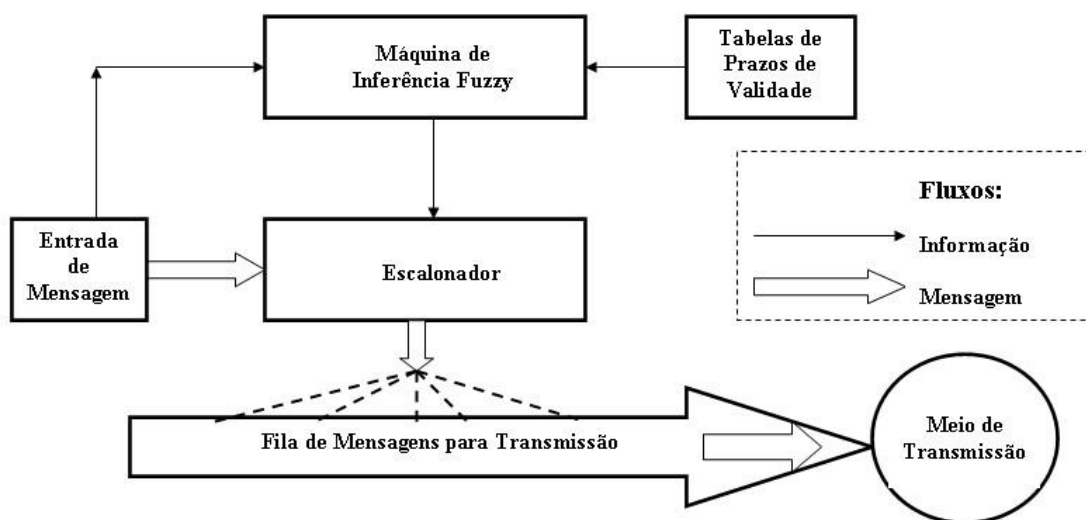 Máquina de
Inferência Fuzzy
Tabelas de
Prazos de
Validade
Fluxos:
Informação
Mensagem
Entrada
de
Mensagem
Escalonador
Fila de Mensagens para Transmissão
Meio de
Transmissão